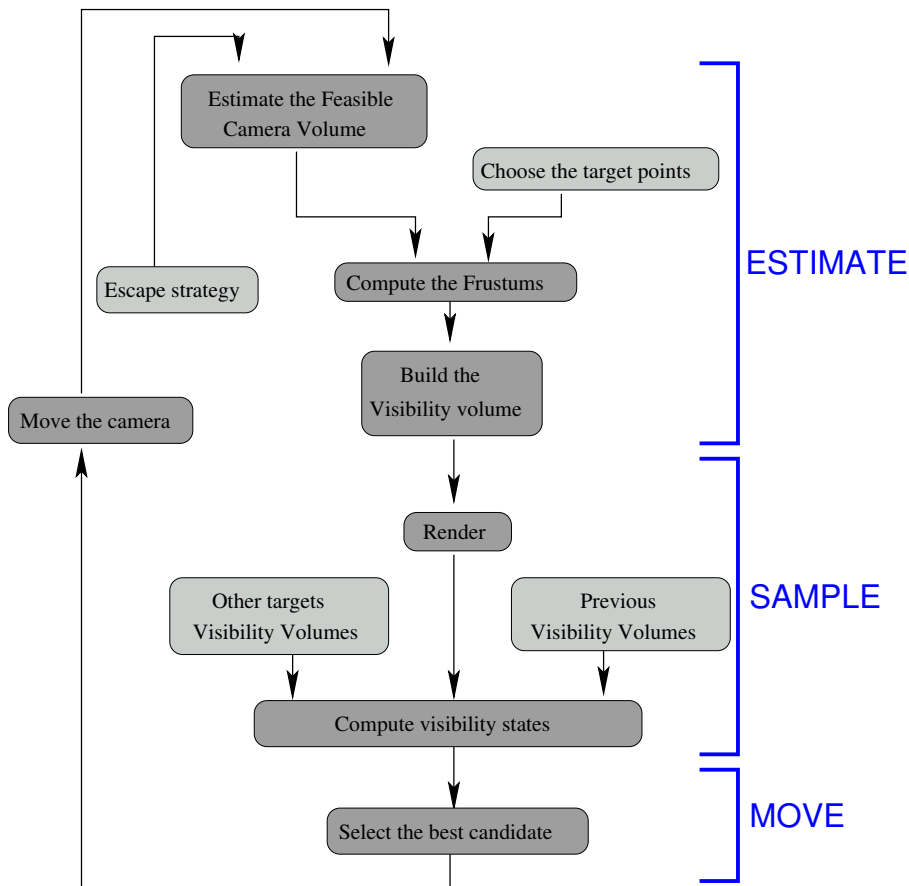 Estimate the Feasible
Camera Volume
Choose the target points
ESTIMATE
Escape strategy
Compute the Frustums
Build the
Visibility volume
Move the camera
Render
Other targets
Visibility Volumes
Previous
Visibility Volumes
SAMPLE
Compute visibility states
MOVE
Select the best candidate